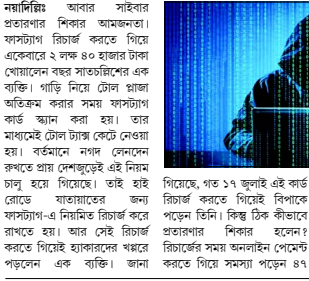 নয়াদিল্লিঃ আবার সাইবার
প্রতারণার শিকার আমজনতা।
ফাসট্যাগ রিচার্জ করতে গিয়ে
একেবারে ২ লক্ষ ৪০ হাজার টাকা
খোয়ালেন বছর সাতচল্লিশের এক
ব্যক্তি। গাড়ি নিয়ে টোল প্লাজা
অতিক্রম করার সময় ফাসট্যাগ
কার্ড স্ক্যান করা হয়। তার
মাধ্যমেই টোল ট্যাক্স কেটে নেওয়া
হয়। বর্তমানে নগদ লেনদেন
রুখতে প্রায় দেশজুড়েই এই নিয়ম
চালু হয়ে গিয়েছে। তাই হাই
রোডে যাতায়াতের জন্য
ফাসট্যাগ-এ নিয়মিত রিচার্জ করে
রাখতে হয়। আর সেই রিচার্জ
করতে গিয়েই হ্যাকারদের খপ্পরে
পড়লেন এক ব্যক্তি। জানা
গিয়েছে, গত ১৭ জুলাই এই কার্ড
রিচার্জ করতে গিয়েই বিপাকে
পড়েন তিনি। কিন্তু ঠিক কীভাবে
প্রতারণার শিকার হলেন?
রিচার্জের সময় অনলাইন পেমেন্ট
করতে গিয়ে সমস্যা পড়েন ৪৭